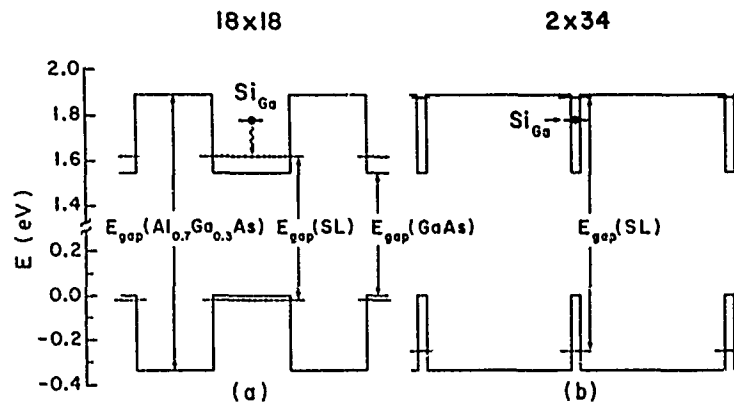 18x18
2x34
2.0
1.8
1.6
1.4
0.2
0.0
-0.2
-0.4
E (eV)
Si_Ga
Si_Ga
E_gap(Al_0.7Ga_0.3As)
E_gap(SL)
E_gap(GaAs)
E_gap(SL)
(a)
(b)